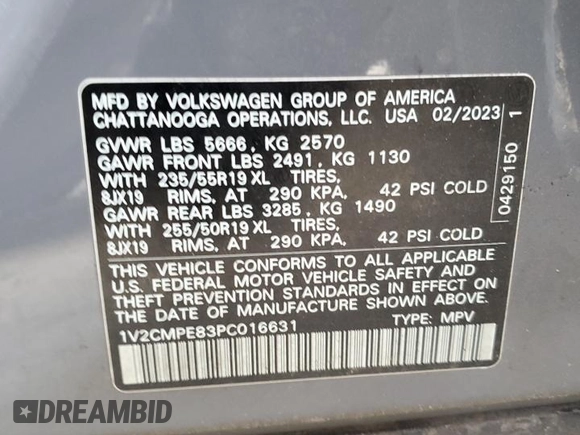 MFD BY VOLKSWAGEN GROUP OF AMERICA
CHATTANOOGA OPERATIONS, LLC. USA 02/2023
GVWR LBS 5666, KG 2570
GAWR FRONT LBS 2491, KG 1130
WITH 235/55R19 XL TIRES,
8JX19 RIMS, AT 290 KPA, 42 PSI COLD
GAWR REAR LBS 3285, KG 1490
WITH 255/50R19 XL TIRES,
8JX19 RIMS, AT 290 KPA, 42 PSI COLD
THIS VEHICLE CONFORMS TO ALL APPLICABLE
U.S. FEDERAL MOTOR VEHICLE SAFETY AND
THEFT PREVENTION STANDARDS IN EFFECT ON
THE DATE OF MANUFACTURE SHOWN ABOVE.
1V2CMPE83PC016631 TYPE: MPV
0429150 1
DREAMBID